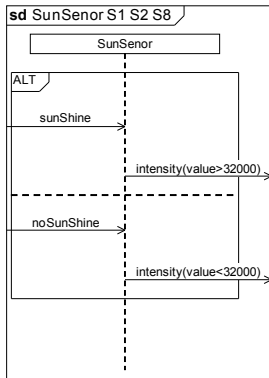 sd SunSenor S1 S2 S8
SunSenor
ALT
sunShine
intensity(value>32000)
noSunShine
intensity(value<32000)